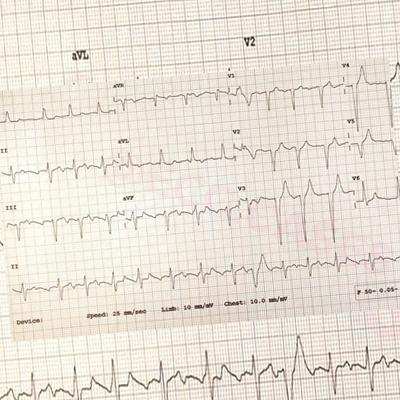 aVL V2
V4
aVR V1
II aVL V2 V5
III aVF V3 V6
II
Device: Speed: 25 mm/sec Limb: 10 mm/mV Chest: 10.0 mm/mV F 50~ 0.05-